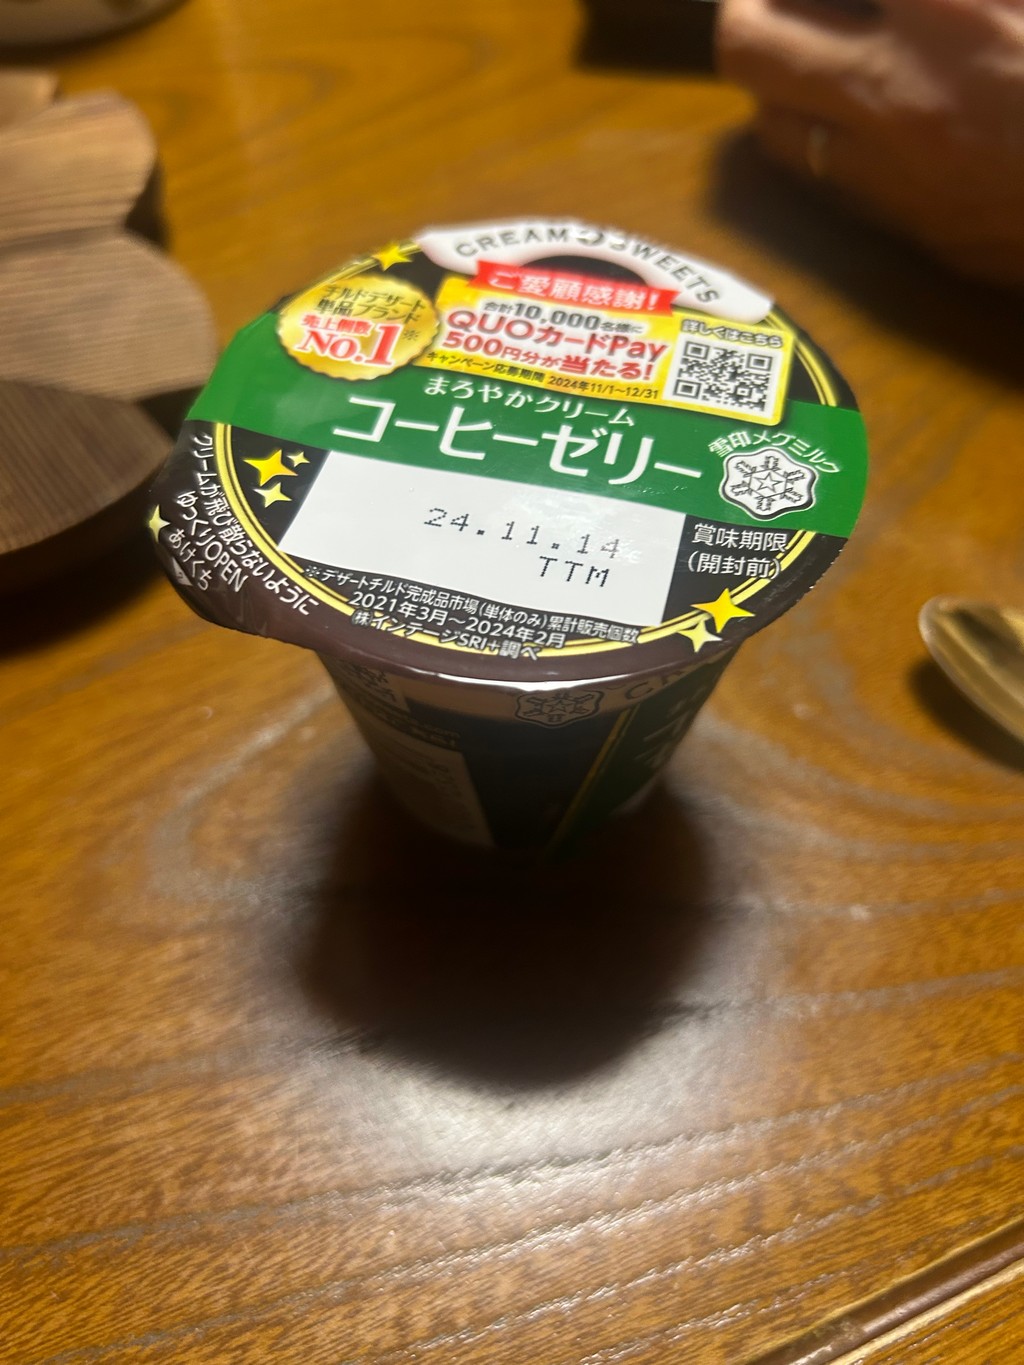 CREAM SWEETS
ご愛顧感謝!
チルドデザート
単品ブランド
売上個数
No.1※
合計10,000名様に
QUOカードPay
500円分が当たる!
キャンペーン応募期間 2024年11/1〜12/31
詳しくはこちら
まろやかクリーム
コーヒーゼリー
雪印メグミルク
24.11.14
TTM
賞味期限
(開封前)
クリームが飛び散らないように
ゆっくりOPEN
あけくち
※デザートチルド完成品市場(単体のみ)累計販売個数
2021年3月〜2024年2月
㈱インテージSRI+調べ